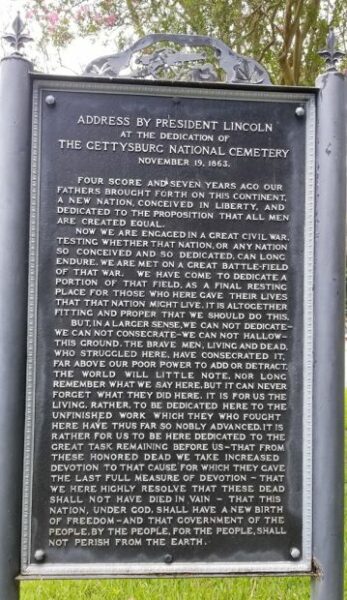 ADDRESS BY PRESIDENT LINCOLN
AT THE DEDICATION OF
THE GETTYSBURG NATIONAL CEMETERY
NOVEMBER 19, 1863.
FOUR SCORE AND SEVEN YEARS AGO OUR
FATHERS BROUGHT FORTH ON THIS CONTINENT,
A NEW NATION, CONCEIVED IN LIBERTY, AND
DEDICATED TO THE PROPOSITION THAT ALL MEN
ARE CREATED EQUAL.
NOW WE ARE ENGAGED IN A GREAT CIVIL WAR,
TESTING WHETHER THAT NATION, OR ANY NATION
SO CONCEIVED AND SO DEDICATED, CAN LONG
ENDURE. WE ARE MET ON A GREAT BATTLE-FIELD
OF THAT WAR. WE HAVE COME TO DEDICATE A
PORTION OF THAT FIELD, AS A FINAL RESTING
PLACE FOR THOSE WHO HERE GAVE THEIR LIVES
THAT THAT NATION MIGHT LIVE. IT IS ALTOGETHER
FITTING AND PROPER THAT WE SHOULD DO THIS.
BUT, IN A LARGER SENSE, WE CAN NOT DEDICATE—
WE CAN NOT CONSECRATE—WE CAN NOT HALLOW—
THIS GROUND. THE BRAVE MEN, LIVING AND DEAD,
WHO STRUGGLED HERE, HAVE CONSECRATED IT,
FAR ABOVE OUR POOR POWER TO ADD OR DETRACT.
THE WORLD WILL LITTLE NOTE, NOR LONG
REMEMBER WHAT WE SAY HERE, BUT IT CAN NEVER
FORGET WHAT THEY DID HERE. IT IS FOR US THE
LIVING, RATHER, TO BE DEDICATED HERE TO THE
UNFINISHED WORK WHICH THEY WHO FOUGHT
HERE HAVE THUS FAR SO NOBLY ADVANCED. IT IS
RATHER FOR US TO BE HERE DEDICATED TO THE
GREAT TASK REMAINING BEFORE US—THAT FROM
THESE HONORED DEAD WE TAKE INCREASED
DEVOTION TO THAT CAUSE FOR WHICH THEY GAVE
THE LAST FULL MEASURE OF DEVOTION – THAT
WE HERE HIGHLY RESOLVE THAT THESE DEAD
SHALL NOT HAVE DIED IN VAIN – THAT THIS
NATION, UNDER GOD, SHALL HAVE A NEW BIRTH
OF FREEDOM—AND THAT GOVERNMENT OF THE
PEOPLE, BY THE PEOPLE, FOR THE PEOPLE, SHALL
NOT PERISH FROM THE EARTH.